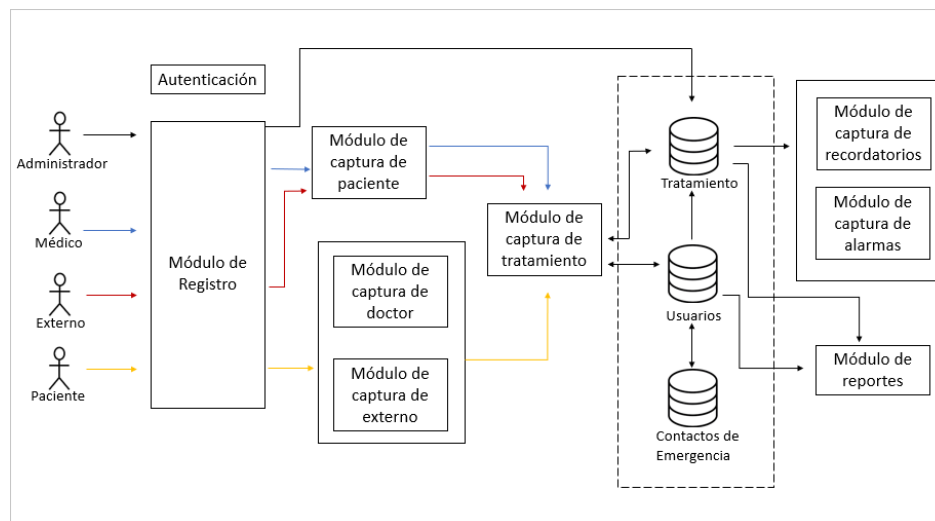 Autenticación
Administrador
Médico
Externo
Paciente
Módulo de
Registro
Módulo de
captura de
paciente
Módulo de
captura de
doctor
Módulo de
captura de
externo
Módulo de
captura de
tratamiento
Tratamiento
Usuarios
Contactos de
Emergencia
Módulo de
captura de
recordatorios
Módulo de
captura de
alarmas
Módulo de
reportes